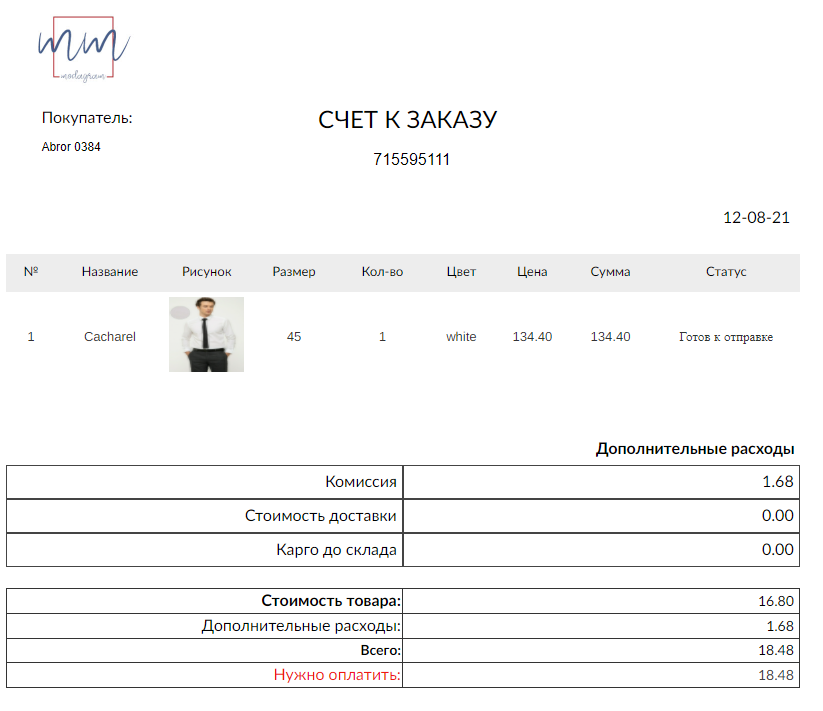 mm
modagram
Покупатель:
СЧЕТ К ЗАКАЗУ
Abror 0384
715595111
12-08-21
№ Название Рисунок Размер Кол-во Цвет Цена Сумма Статус
1 Cacharel 45 1 white 134.40 134.40 Готов к отправке
Дополнительные расходы
Комиссия 1.68
Стоимость доставки 0.00
Карго до склада 0.00
Стоимость товара: 16.80
Дополнительные расходы: 1.68
Всего: 18.48
Нужно оплатить: 18.48